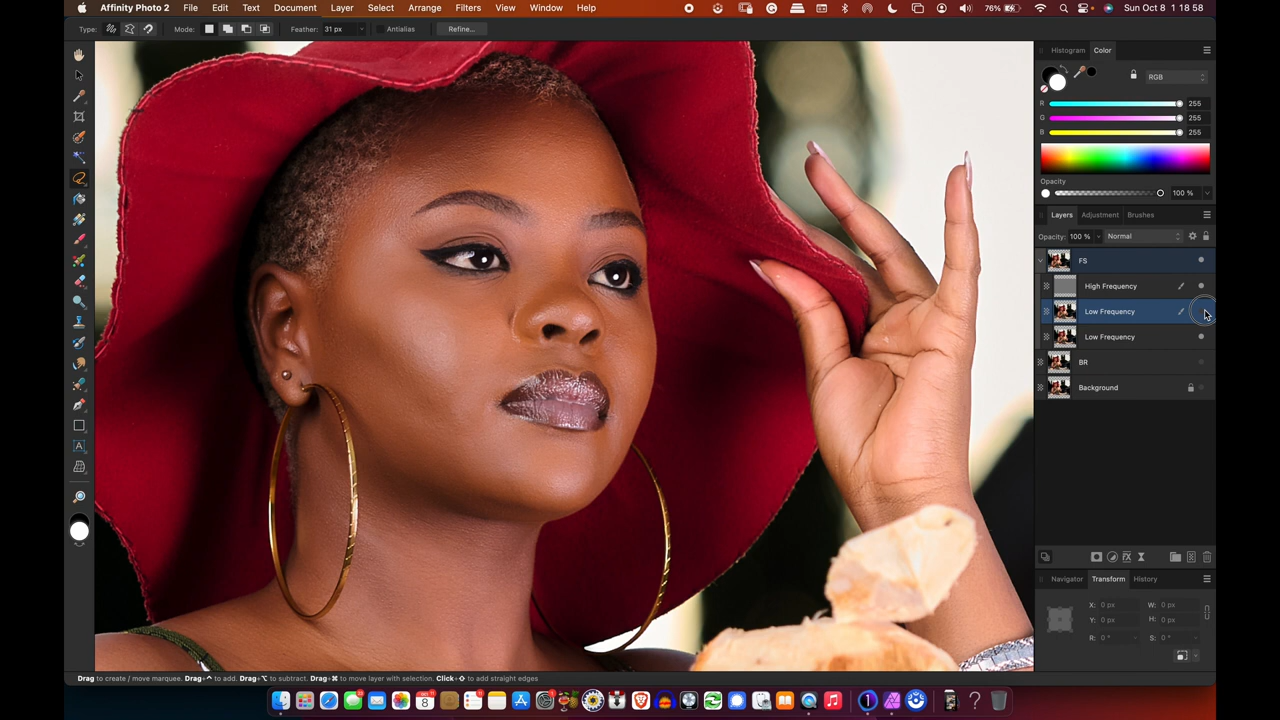 Affinity Photo 2 File Edit Text Document Layer Select Arrange Filters View Window Help 76% Sun Oct 8 1 18 58
Type: Mode: Feather: 31 px Antialias Refine...
Histogram Color
RGB
R 255
G 255
B 255
Opacity
100 %
Layers Adjustment Brushes
Opacity: 100 % Normal
FS
High Frequency
Low Frequency
Low Frequency
BR
Background
Navigator Transform History
X: 0 px W: 0 px
Y: 0 px H: 0 px
R: 0 ° S: 0 °
Drag to create / move marquee. Drag+^ to add. Drag+⌥ to subtract. Drag+⌘ to move layer with selection. Click+⇧ to add straight edges